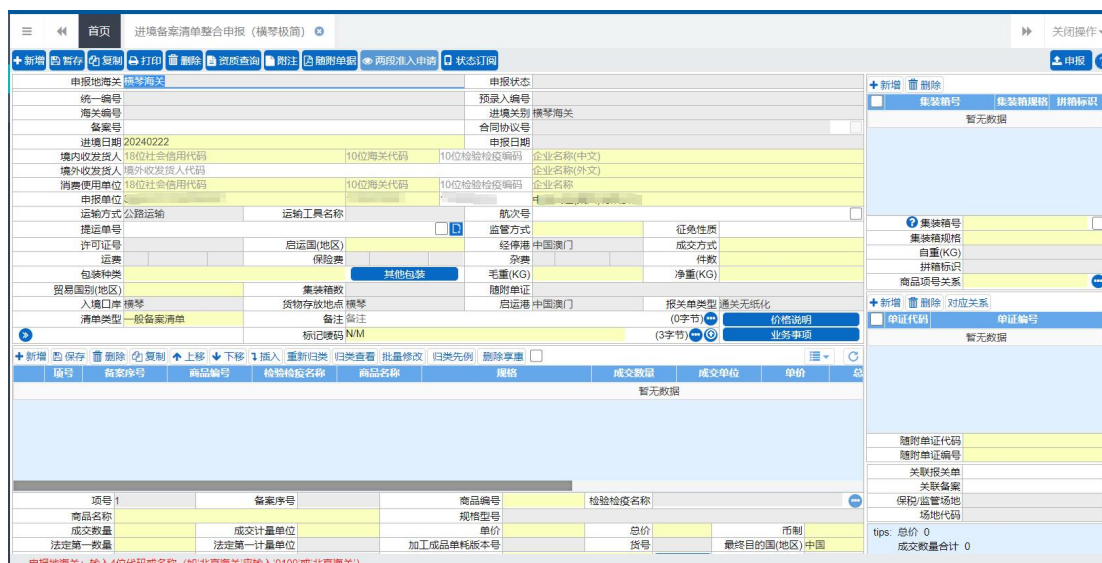 首页 进境备案清单整合申报（横琴极简） 关闭操作
新增 暂存 复制 打印 删除 资质查询 附注 随附单据 两段准入申请 状态订阅 申报
申报地海关 横琴海关 申报状态
统一编号 预录入编号
海关编号 进境关别 横琴海关
备案号 合同协议号
进境日期 20240222 申报日期
境内收发货人 18位社会信用代码 10位海关代码 10位检验检疫编码 企业名称(中文)
境外收发货人 境外收发货人代码 企业名称(外文)
消费使用单位 18位社会信用代码 10位海关代码 10位检验检疫编码 企业名称
申报单位
运输方式 公路运输 运输工具名称 航次号
提运单号 监管方式 征免性质
许可证号 启运国(地区) 经停港 中国澳门 成交方式
运费 保险费 杂费 件数
包装种类 其他包装 毛重(KG) 净重(KG)
贸易国别(地区) 集装箱数 随附单证
入境口岸 横琴 货物存放地点 横琴 启运港 中国澳门 报关单类型 通关无纸化
清单类型 一般备案清单 备注 备注 (0字节) 价格说明
标记唛码 N/M (3字节) 业务事项
新增 保存 删除 复制 上移 下移 插入 重新归类 归类查看 批量修改 归类先例 删除享惠
项号 备案序号 商品编号 检验检疫名称 商品名称 规格 成交数量 成交单位 单价 总
暂无数据
项号 1 备案序号 商品编号 检验检疫名称
商品名称 规格型号
成交数量 成交计量单位 单价 总价 币制
法定第一数量 法定第一计量单位 加工成品单耗版本号 货号 最终目的国(地区) 中国
申报地海关：输入4位代码或名称（如'北京海关'应输入'0100'或'北京海关'）
新增 删除
集装箱号 集装箱规格 拼箱标识
暂无数据
集装箱号
集装箱规格
自重(KG)
拼箱标识
商品项号关系
新增 删除 对应关系
单证代码 单证编号
暂无数据
随附单证代码
随附单证编号
关联报关单
关联备案
保税/监管场地
场地代码
tips: 总价 0
成交数量合计 0